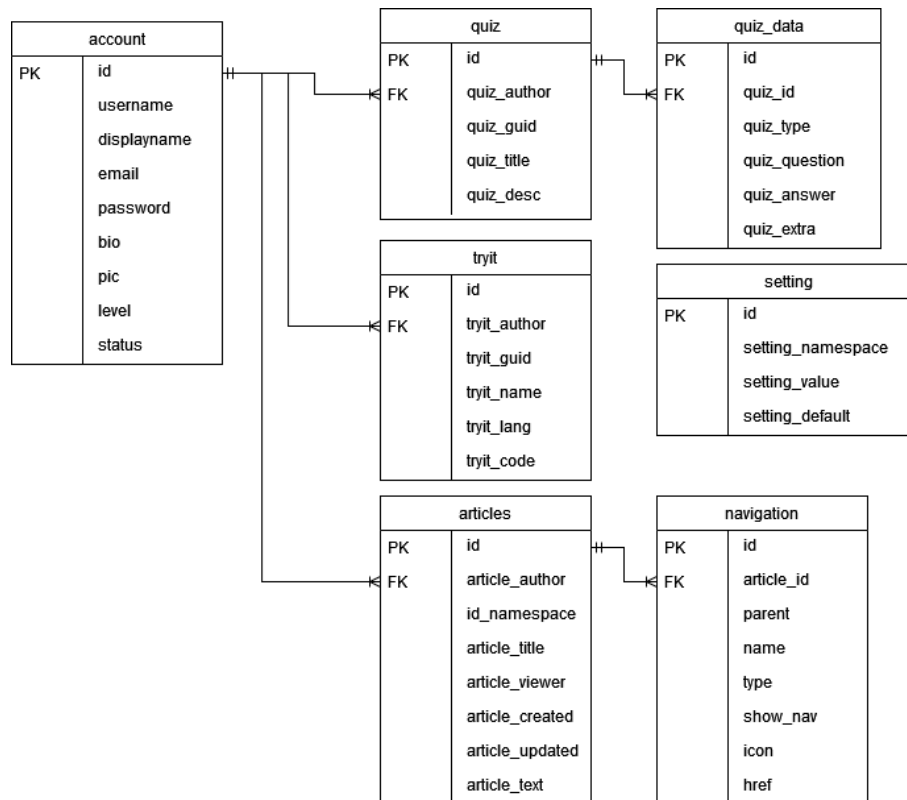 account
PK id
username
displayname
email
password
bio
pic
level
status
quiz
PK id
FK quiz_author
quiz_guid
quiz_title
quiz_desc
quiz_data
PK id
FK quiz_id
quiz_type
quiz_question
quiz_answer
quiz_extra
tryit
PK id
FK tryit_author
tryit_guid
tryit_name
tryit_lang
tryit_code
setting
PK id
setting_namespace
setting_value
setting_default
articles
PK id
FK article_author
id_namespace
article_title
article_viewer
article_created
article_updated
article_text
navigation
PK id
FK article_id
parent
name
type
show_nav
icon
href